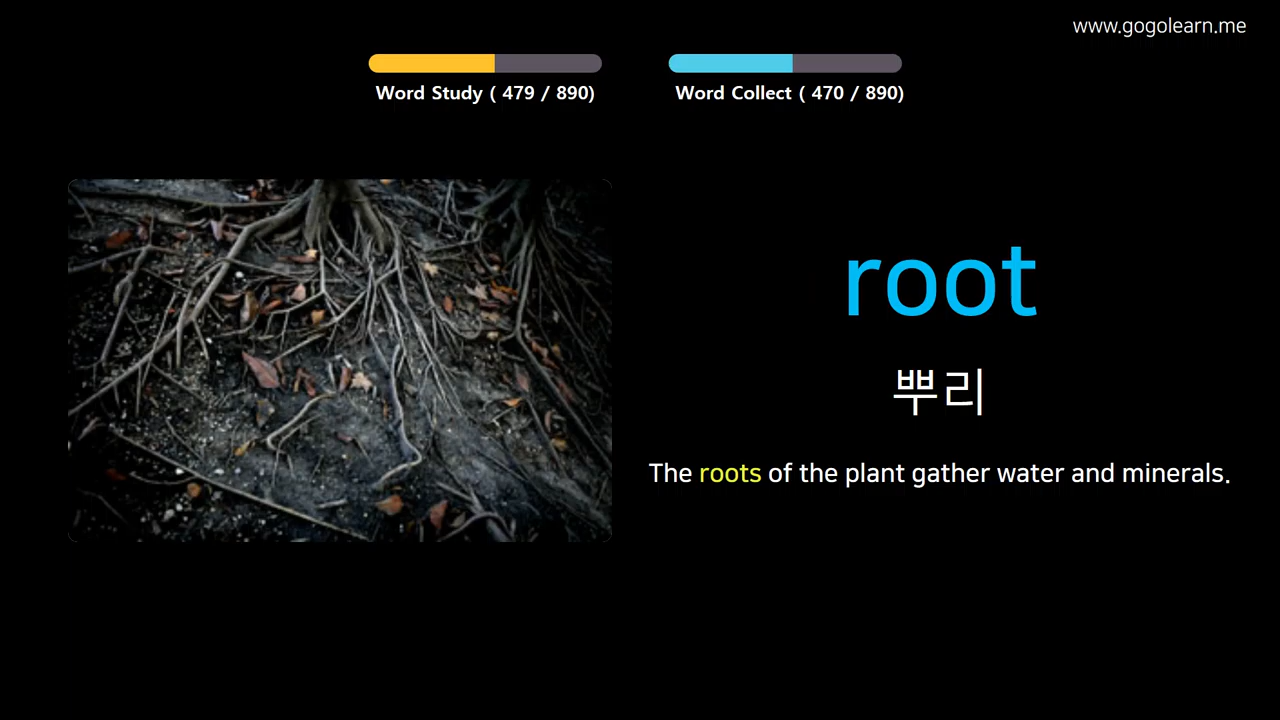 www.gogolearn.me
Word Study ( 479 / 890)
Word Collect ( 470 / 890)
root
뿌리
The roots of the plant gather water and minerals.